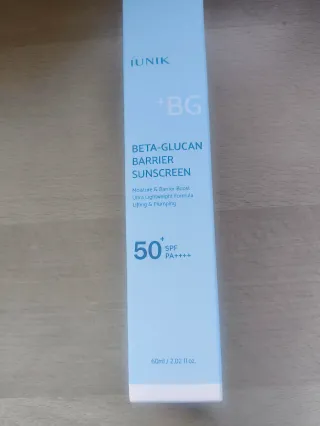 iUNIK
+BG
BETA-GLUCAN
BARRIER
SUNSCREEN
Moisture & Barrier Boost
Ultra Lightweight Formula
Lifting & Plumping
50+ SPF
PA++++
60ml / 2.02 fl.oz.